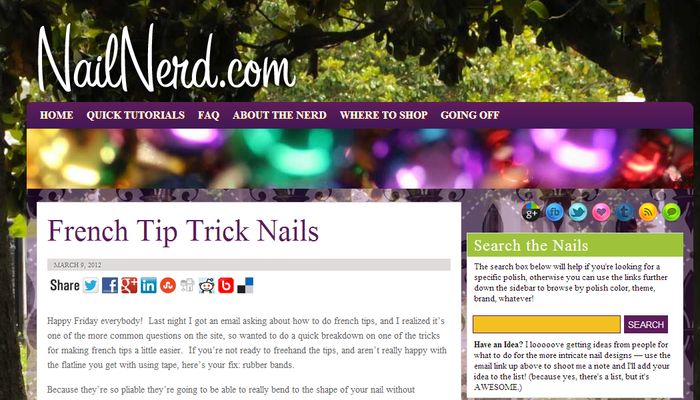 NailNerd.com
HOME QUICK TUTORIALS FAQ ABOUT THE NERD WHERE TO SHOP GOING OFF
French Tip Trick Nails
MARCH 9, 2012
Share
Happy Friday everybody! Last night I got an email asking about how to do french tips, and I realized it's
one of the more common questions on the site, so wanted to do a quick breakdown on one of the tricks
for making french tips a little easier. If you're not ready to freehand the tips, and aren't really happy with
the flatline you get with using tape, here's your fix: rubber bands.
Because they're so pliable they're going to be able to really bend to the shape of your nail without
Search the Nails
The search box below will help if you're looking for a
specific polish, otherwise you can use the links further
down the sidebar to browse by polish color, theme,
brand, whatever!
SEARCH
Have an Idea? I looooove getting ideas from people for
what to do for the more intricate nail designs — use the
email link up above to shoot me a note and I'll add your
idea to the list! (because yes, there's a list, but it's
AWESOME.)